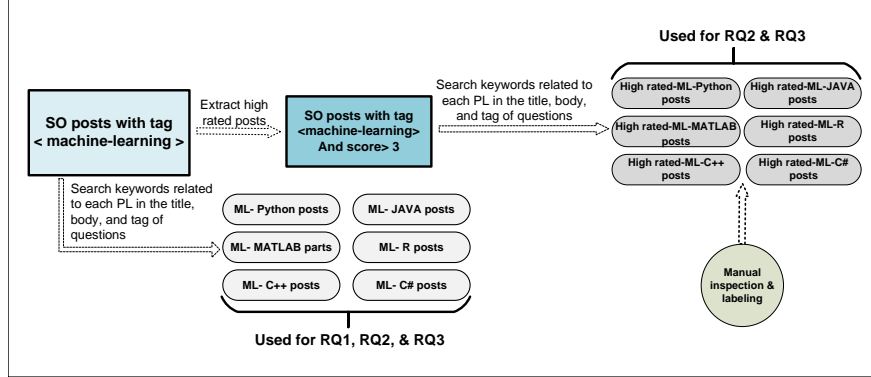 Used for RQ2 & RQ3
SO posts with tag
< machine-learning >
Extract high
rated posts
SO posts with tag
<machine-learning>
And score> 3
Search keywords related to
each PL in the title, body,
and tag of questions
High rated-ML-Python
posts
High rated-ML-JAVA
posts
High rated-ML-MATLAB
posts
High rated-ML-R
posts
High rated-ML-C++
posts
High rated-ML-C#
posts
Search keywords related
to each PL in the title,
body, and tag of
questions
ML- Python posts
ML- JAVA posts
ML- MATLAB parts
ML- R posts
ML- C++ posts
ML- C# posts
Used for RQ1, RQ2, & RQ3
Manual
inspection &
labeling